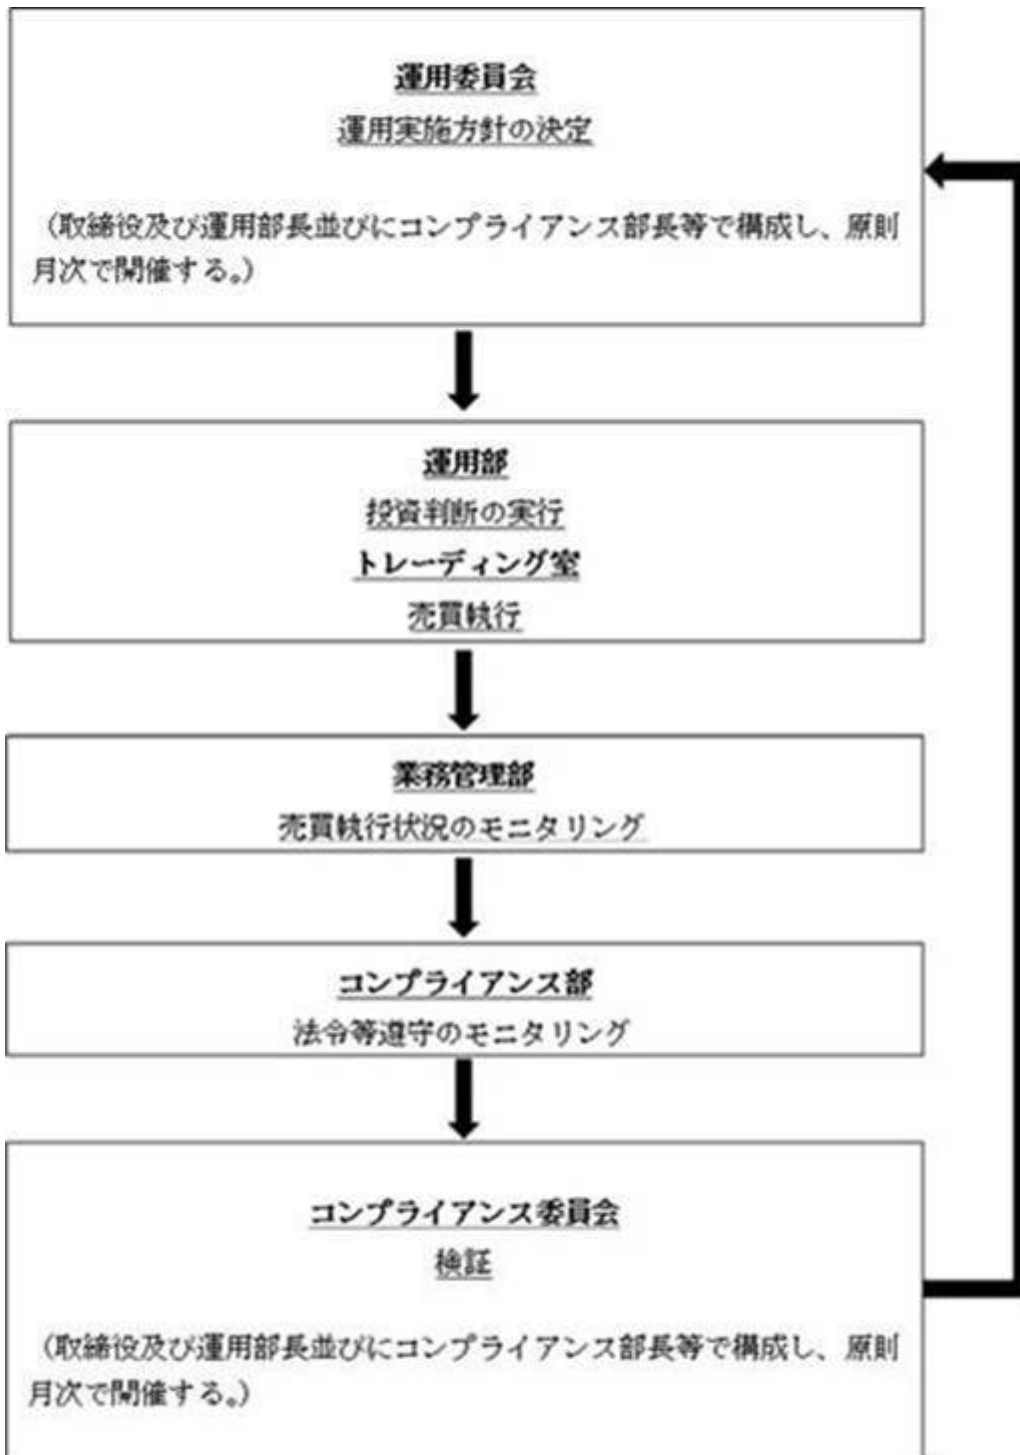 運用委員会
運用実施方針の決定
（取締役及び運用部長並びにコンプライアンス部長等で構成し、原則
月次で開催する。）
運用部
投資判断の実行
トレーディング室
売買執行
業務管理部
売買執行状況のモニタリング
コンプライアンス部
法令等遵守のモニタリング
コンプライアンス委員会
検証
（取締役及び運用部長並びにコンプライアンス部長等で構成し、原則
月次で開催する。）